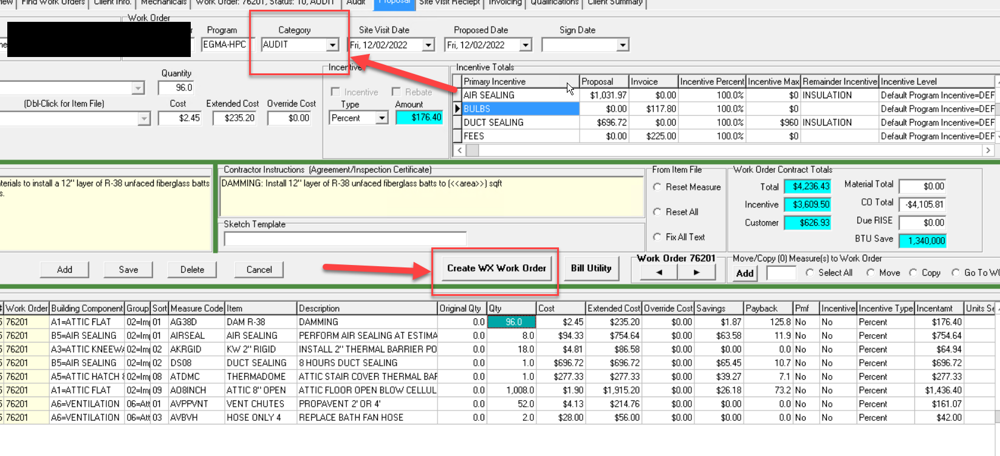 view Find Work Orders Client Info. Mechanicals Work Order: 76201, Status: 10, AUDIT Audit Proposal Site Visit Reciept Invoicing Qualifications Client Summary
Work Order
Program Category Site Visit Date Proposed Date Sign Date
EGMA-HPC AUDIT Fri, 12/02/2022 Fri, 12/02/2022
Quantity
96.0
(Dbl-Click for Item File) Cost Extended Cost Override Cost
$2.45 $235.20 $0.00
Incentive
Incentive Rebate
Type Amount
Percent $176.40
Incentive Totals
Primary Incentive Proposal Invoice Incentive Percent Incentive Max Remainder Incentive Incentive Level
AIR SEALING $1,031.97 $0.00 100.0% $0 INSULATION Default Program Incentive=DEF
BULBS $0.00 $117.80 100.0% $0 Default Program Incentive=DEF
DUCT SEALING $696.72 $0.00 100.0% $960 INSULATION Default Program Incentive=DEF
FEES $0.00 $225.00 100.0% $0 Default Program Incentive=DEF
terials to install a 12" layer of R-38 unfaced fiberglass batts
s.
Contractor Instructions (Agreement/Inspection Certificate)
DAMMING: Install 12" layer of R-38 unfaced fiberglass batts to (<<area>>) sqft
Sketch Template
From Item File
Reset Measure
Reset All
Fix All Text
Work Order Contract Totals
Total $4,236.43 Material Total $0.00
Incentive $3,609.50 CO Total -$4,105.81
Customer $626.93 Due RISE $0.00
BTU Save 1,340,000
Add Save Delete Cancel Create WX Work Order Bill Utility
Work Order 76201
Move/Copy (0) Measure(s) to Work Order
Add Select All Move Copy Go To WO
Work Order Building Component Group Sort Measure Code Item Description Original Qty Qty Cost Extended Cost Override Cost Savings Payback Pmf Incentive Incentive Type Incentamt Units Se
5 76201 A1=ATTIC FLAT 02=Imp 01 AG38D DAM R-38 DAMMING 0.0 96.0 $2.45 $235.20 $0.00 $1.87 125.8 No No Percent $176.40
5 76201 B5=AIR SEALING 02=Imp 01 AIRSEAL AIR SEALING PERFORM AIR SEALING AT ESTIMA 0.0 8.0 $94.33 $754.64 $0.00 $63.58 11.9 No No Percent $754.64
5 76201 A3=ATTIC KNEEWA 02=Imp 02 AKRGID KW 2" RIGID INSTALL 2" THERMAL BARRIER PO 0.0 18.0 $4.81 $86.58 $0.00 $0.00 0.0 No No Percent $64.94
5 76201 B5=AIR SEALING 02=Imp 02 DS08 DUCT SEALING 8 HOURS DUCT SEALING 0.0 1.0 $696.72 $696.72 $0.00 $65.45 10.7 No No Percent $696.72
5 76201 A5=ATTIC HATCH & 02=Imp 08 ATDMC THERMADOME ATTIC STAIR COVER THERMAL BAR 0.0 1.0 $277.33 $277.33 $0.00 $39.27 7.1 No No Percent $277.33
5 76201 A1=ATTIC FLAT 02=Imp 09 AO8INCH ATTIC 8" OPEN ATTIC FLOOR OPEN BLOW CELLUL 0.0 1,008.0 $1.90 $1,915.20 $0.00 $26.18 73.2 No No Percent $1,436.40
5 76201 A6=VENTILATION 06=Att 01 AVPPVNT VENT CHUTES PROPAVENT 2' OR 4' 0.0 52.0 $4.13 $214.76 $0.00 $0.00 0.0 No No Percent $161.07
5 76201 A6=VENTILATION 06=Att 03 AVBVH HOSE ONLY 4 REPLACE BATH FAN HOSE 0.0 2.0 $28.00 $56.00 $0.00 $0.00 0.0 No No Percent $42.00